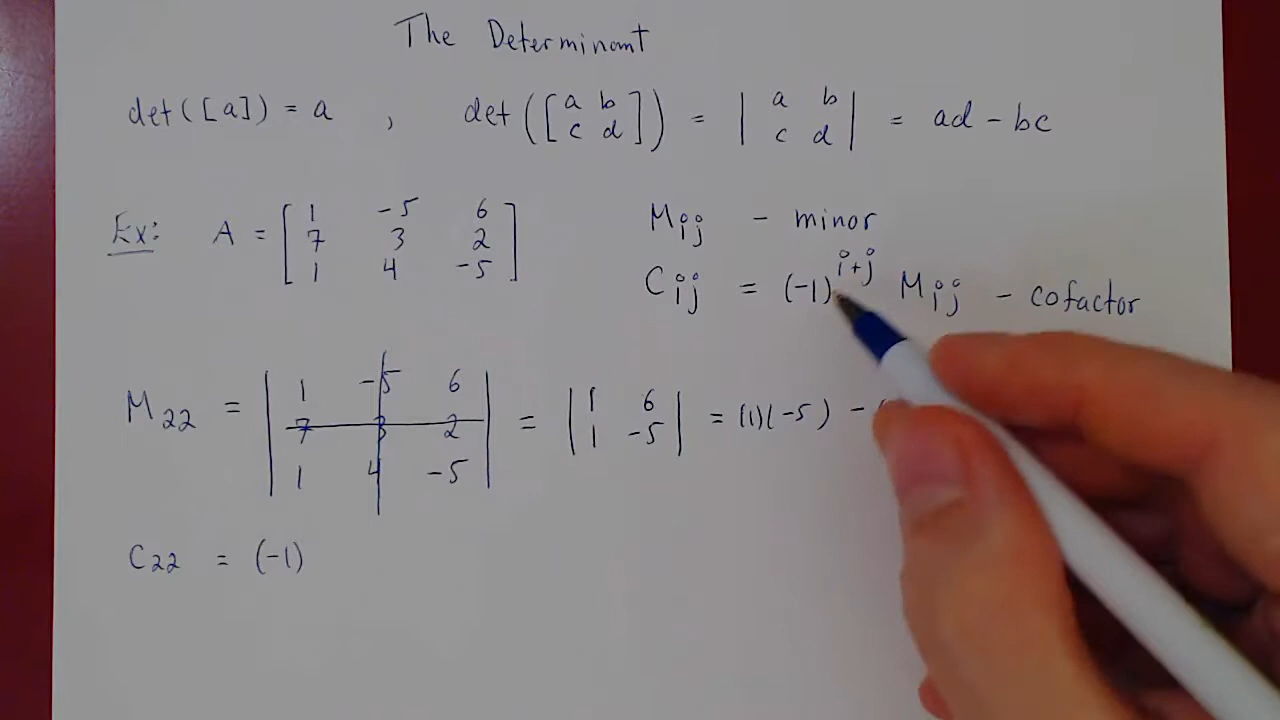 The Determinant
det([a]) = a , det([a b c d]) = |a b c d| = ad - bc
Ex: A = [1 -5 6
7 3 2
1 4 -5]
Mij - minor
Cij = (-1)^i+j Mij - cofactor
M22 = |1 -5 6
7 3 2
1 4 -5| = |1 6
1 -5| = (1)(-5) - (
C22 = (-1)